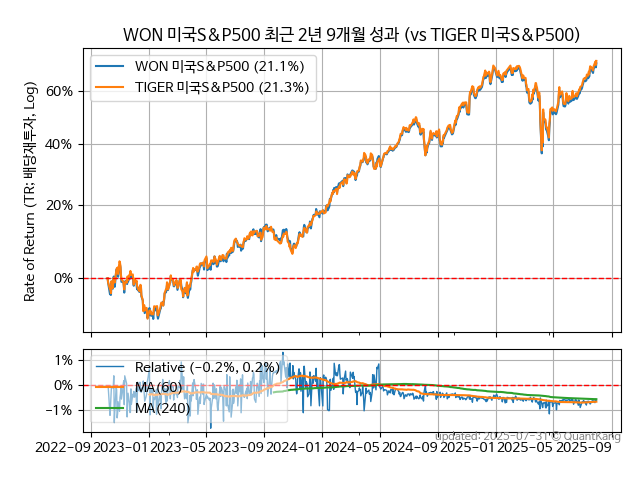 WON 미국S&P500 최근 2년 9개월 성과 (vs TIGER 미국S&P500)
WON 미국S&P500 (21.1%)
TIGER 미국S&P500 (21.3%)
60%
40%
20%
0%
Rate of Return (TR: 배당재투자, Log)
1%
0%
−1%
Relative (−0.2%, 0.2%)
MA(60)
MA(240)
2022−09 2023−01 2023−05 2023−09 2024−01 2024−05 2024−09 2025−01 2025−05 2025−09
updated: 2025-07-31 © QuantKang